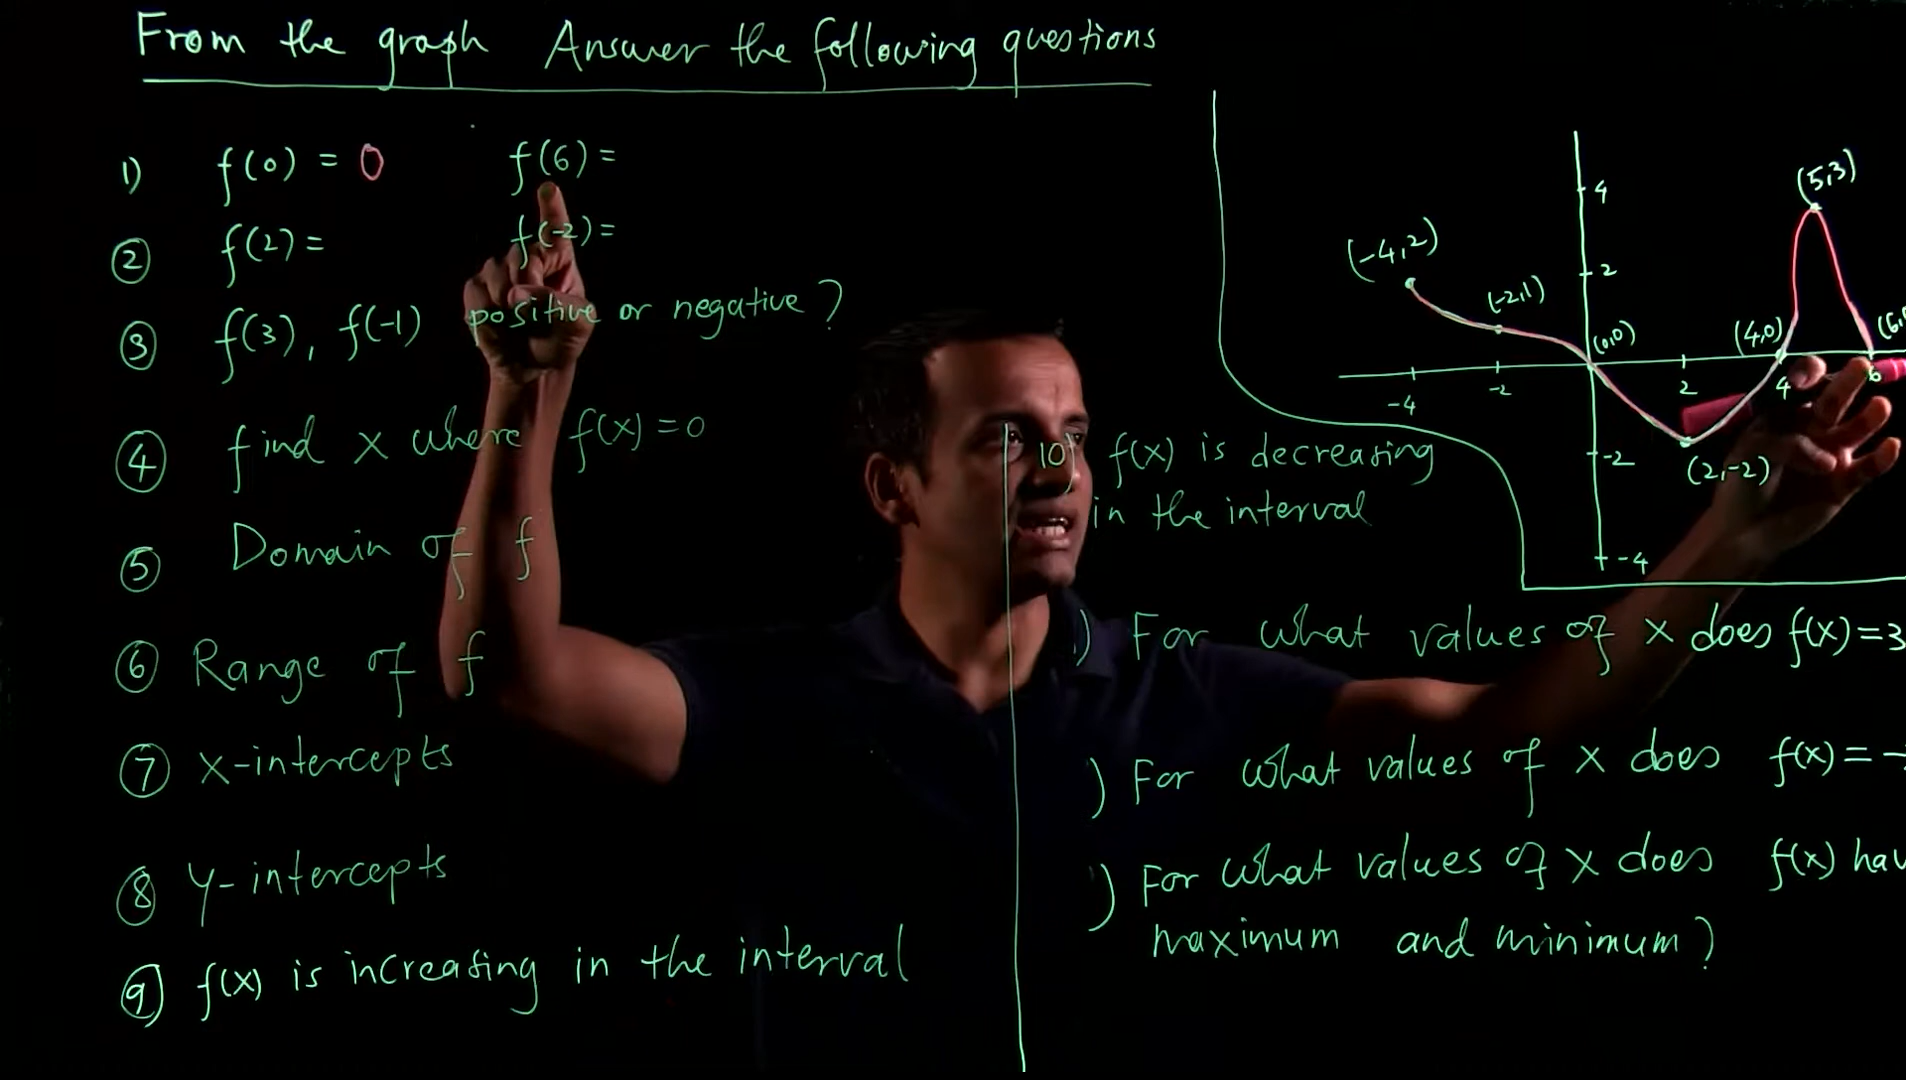 From the graph Answer the following questions
1) f(0) = 0 f(6) =
② f(2) = f(-2) =
③ f(3), f(-1) positive or negative?
④ find x where f(x) = 0
⑤ Domain of f
⑥ Range of f
⑦ x-intercepts
⑧ y-intercepts
⑨ f(x) is increasing in the interval
10) f(x) is decreasing
in the interval
) For what values of x does f(x) = 3
) For what values of x does f(x) = -
) For what values of x does f(x) hav
maximum and minimum?
(5,3)
4
(-4,2)
2
(-2,1)
(0,0)
(4,0)
(6,
-4
-2
2
4
6
-2
(2,-2)
-4